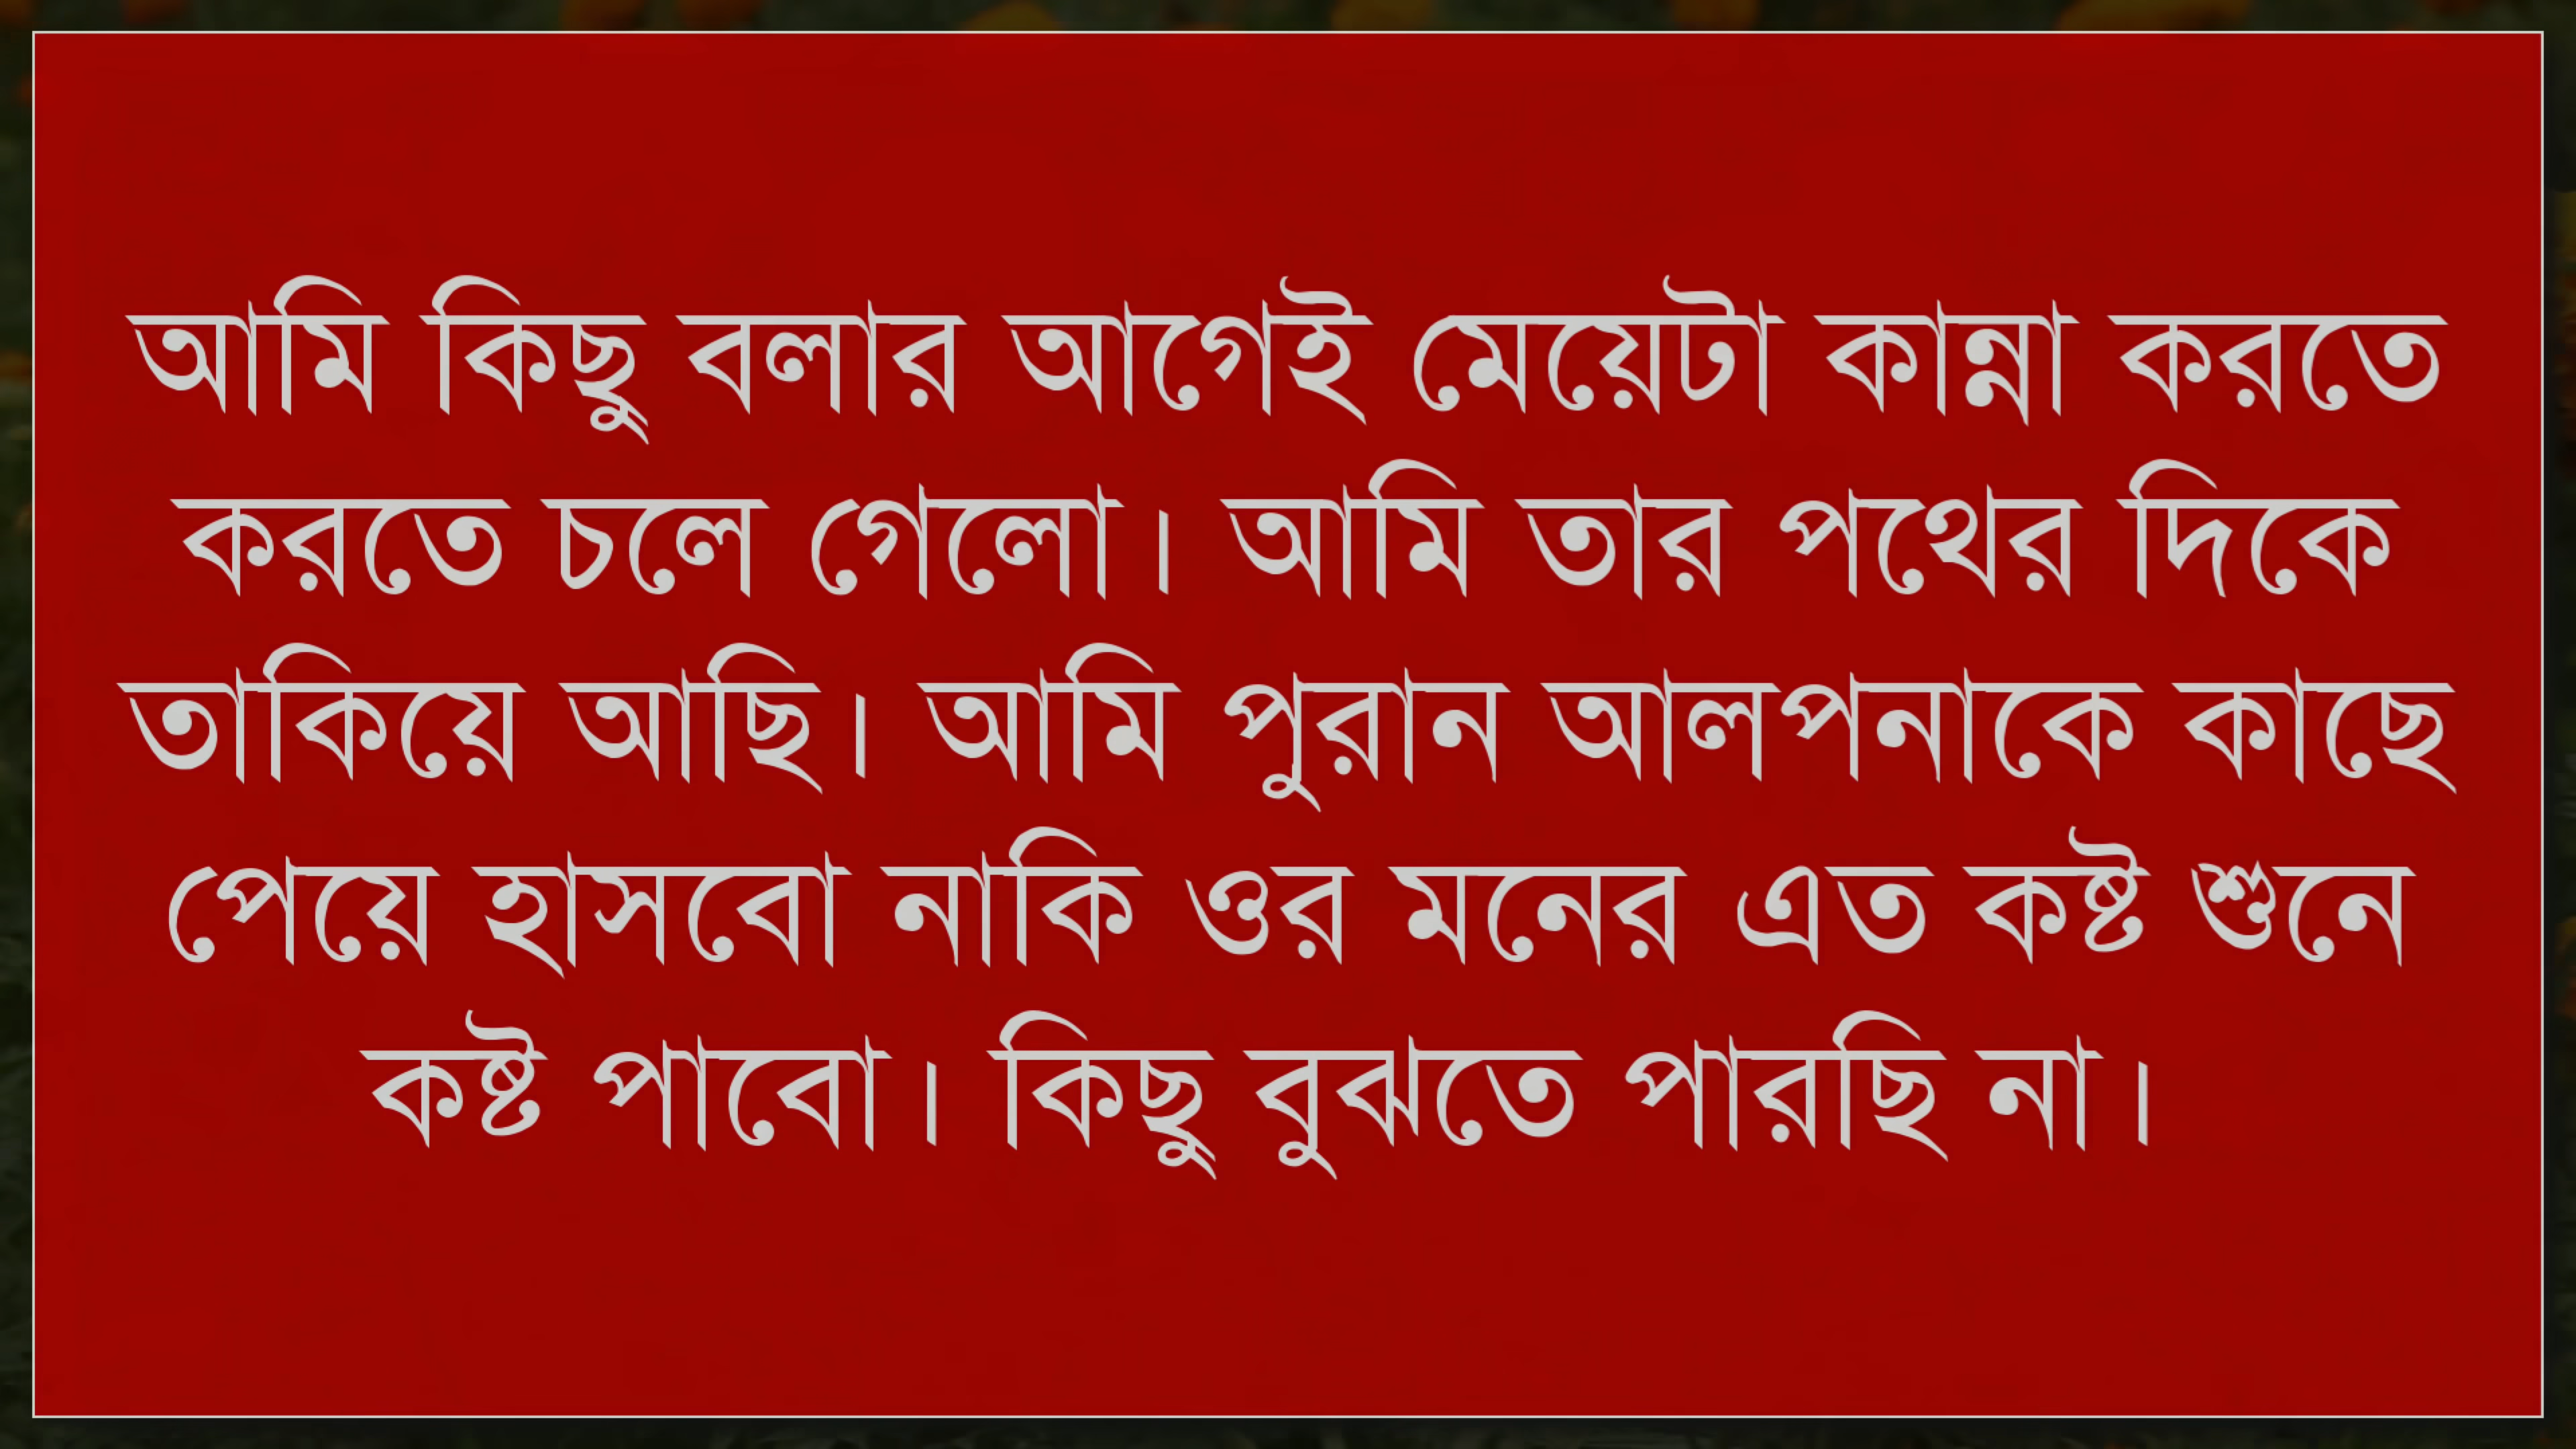 আমি কিছু বলার আগেই মেয়েটা কান্না করতে
করতে চলে গেলো। আমি তার পথের দিকে
তাকিয়ে আছি। আমি পুরান আলপনাকে কাছে
পেয়ে হাসবো নাকি ওর মনের এত কষ্ট শুনে
কষ্ট পাবো। কিছু বুঝতে পারছি না।